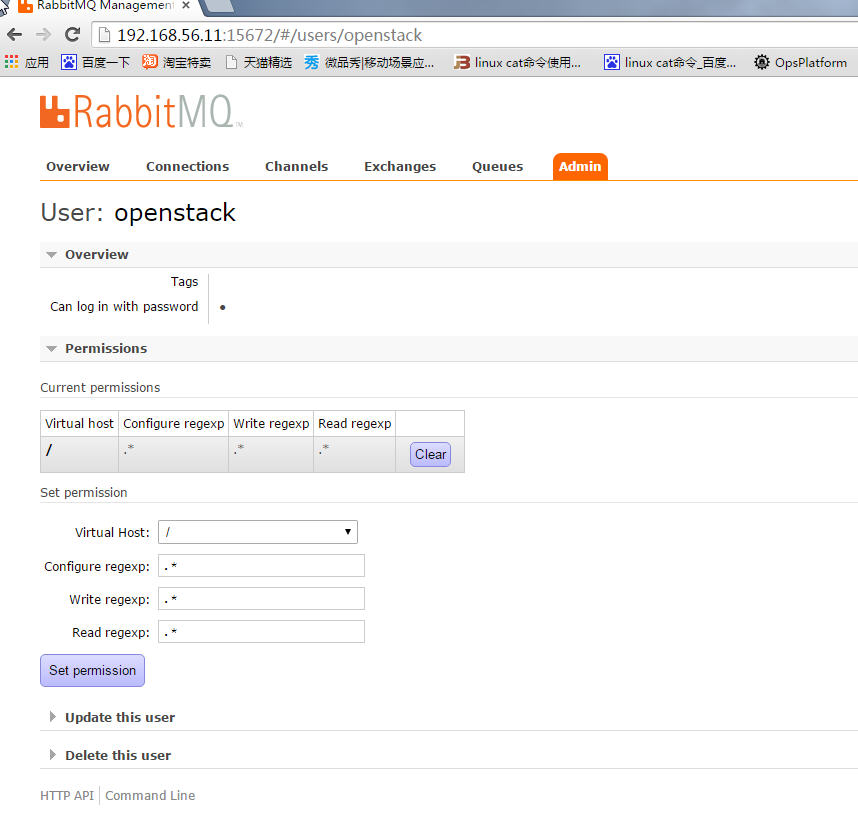 RabbitMQ Management
192.168.56.11:15672/#/users/openstack
应用 百度一下 淘宝特卖 天猫精选 微品秀|移动场景应... linux cat命令使用... linux cat命令_百度... OpsPlatform
RabbitMQ TM
Overview Connections Channels Exchanges Queues Admin
User: openstack
Overview
Tags
Can log in with password •
Permissions
Current permissions
Virtual host Configure regexp Write regexp Read regexp
/ .* .* .* Clear
Set permission
Virtual Host: /
Configure regexp: .*
Write regexp: .*
Read regexp: .*
Set permission
Update this user
Delete this user
HTTP API Command Line